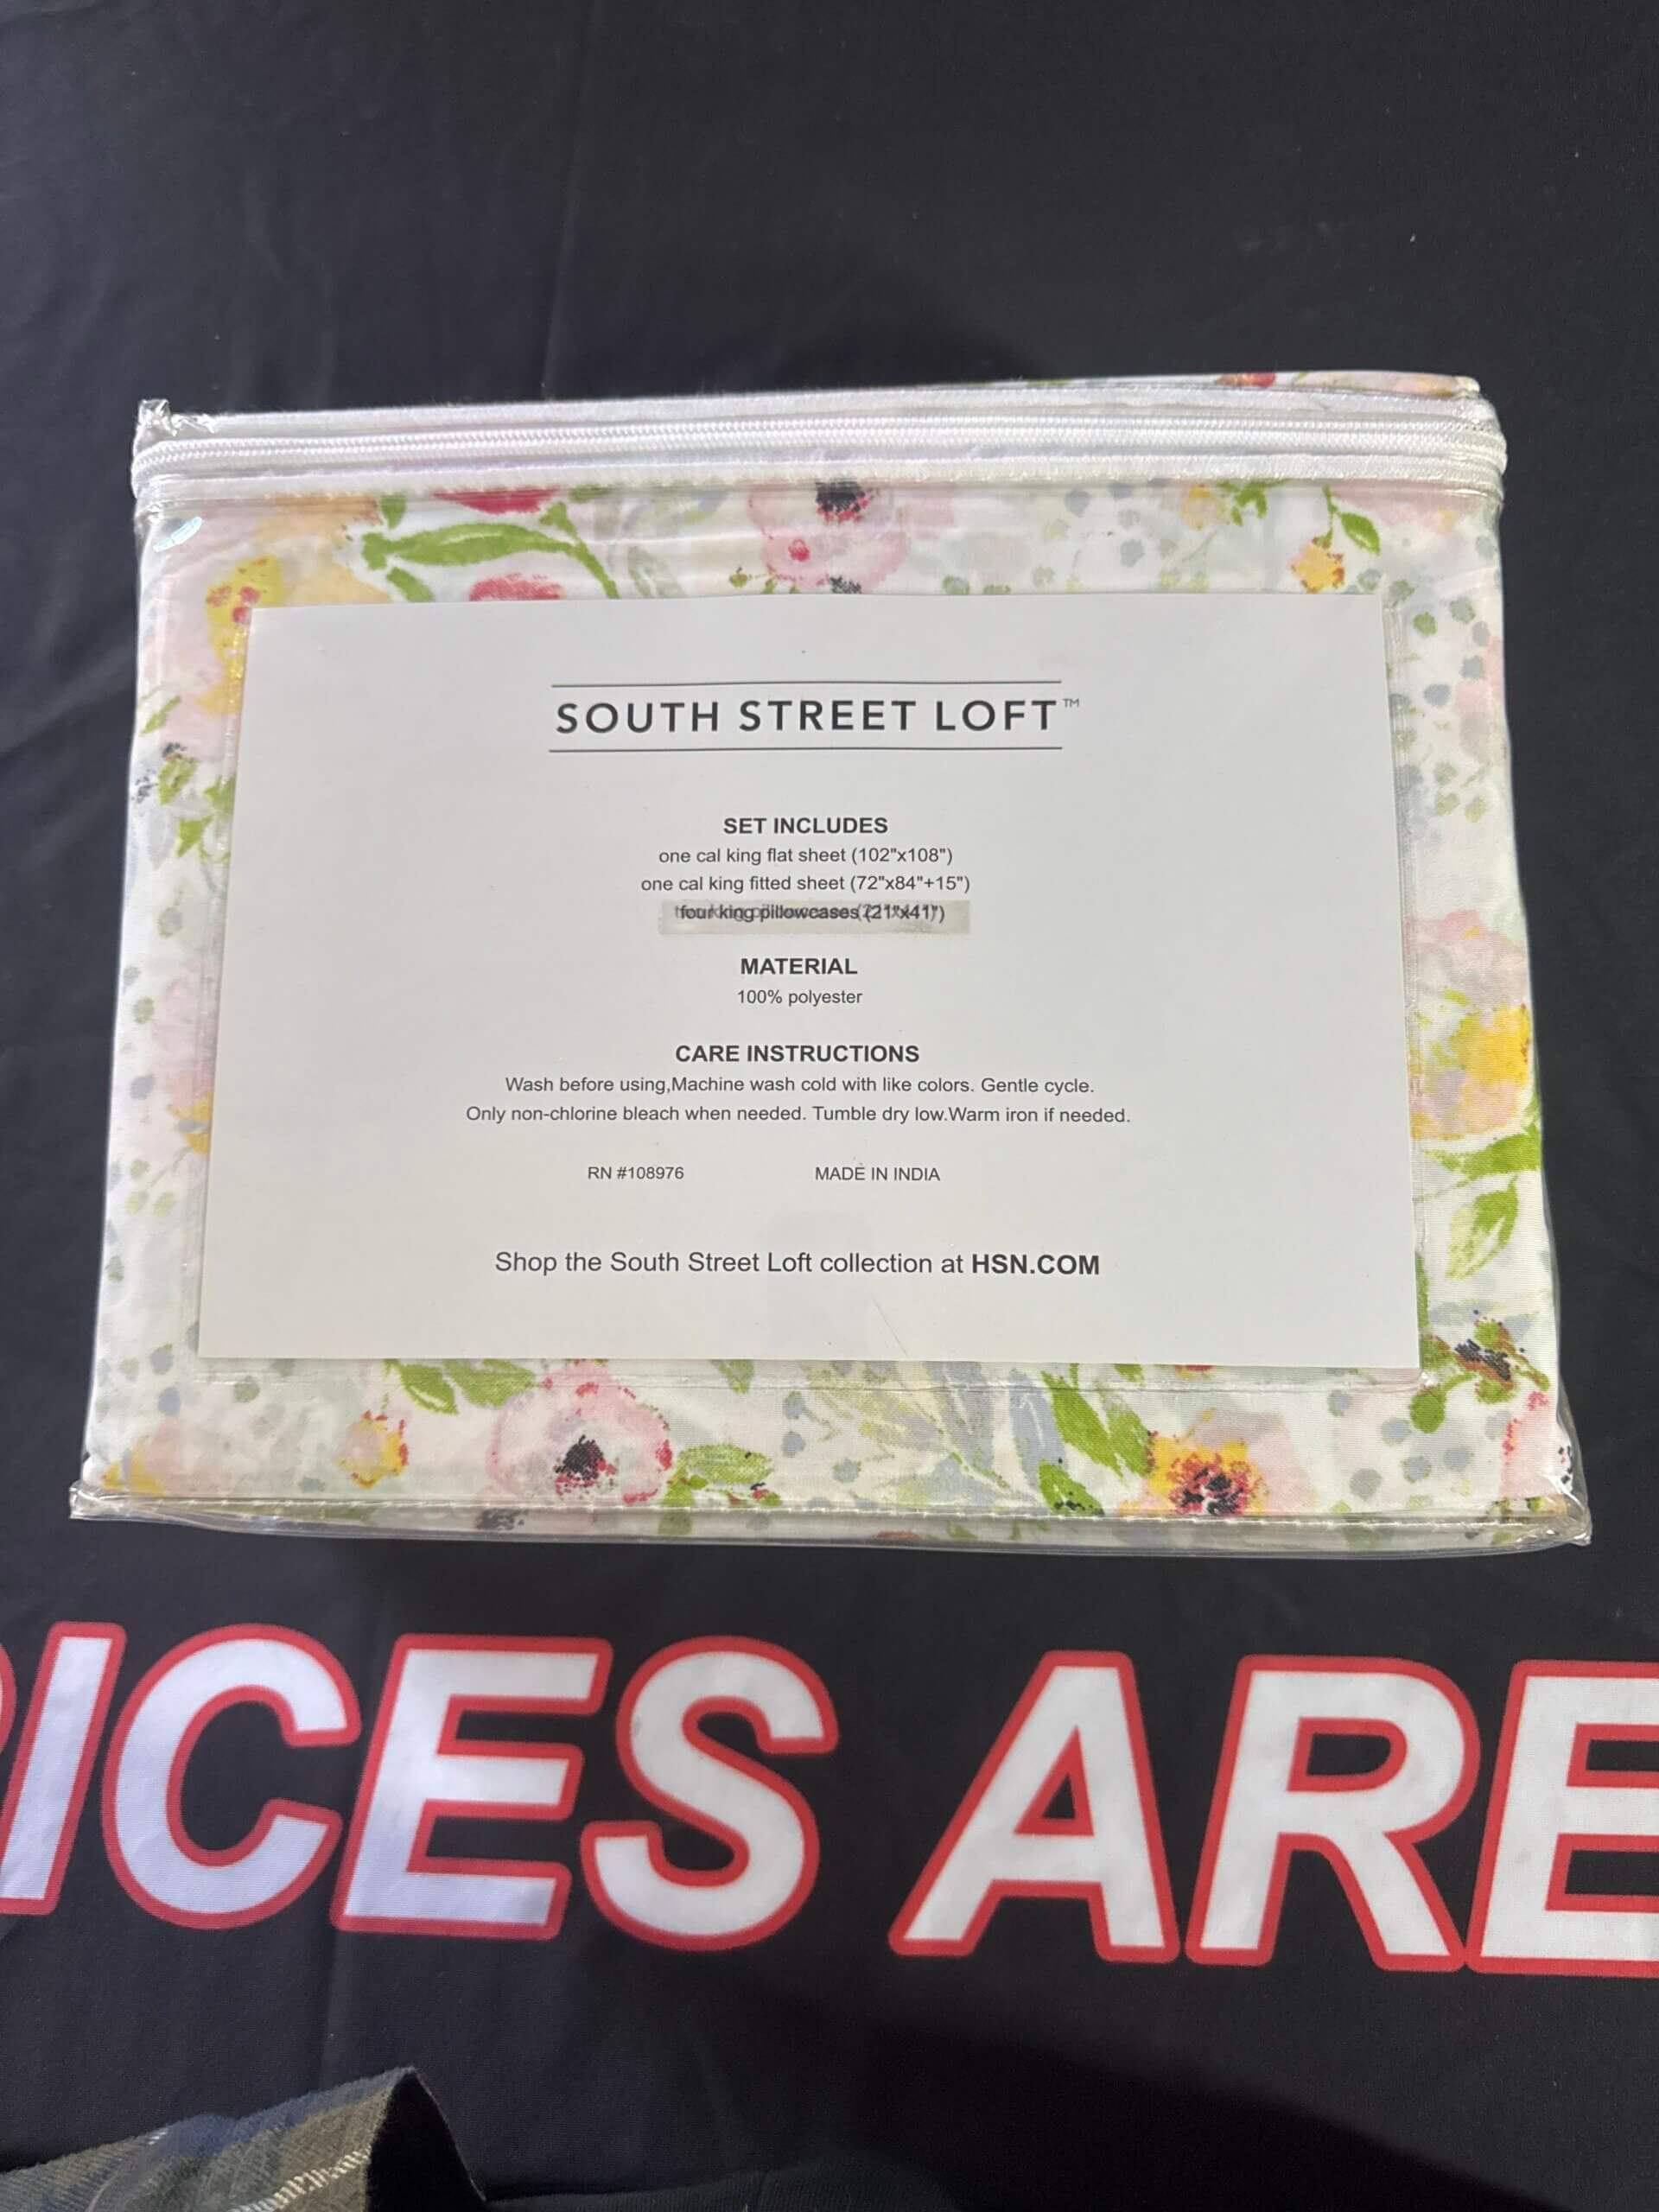 SOUTH STREET LOFT™
SET INCLUDES
one cal king flat sheet (102"x108")
one cal king fitted sheet (72"x84"+15")
four king pillowcases (21"x41")
MATERIAL
100% polyester
CARE INSTRUCTIONS
Wash before using,Machine wash cold with like colors. Gentle cycle.
Only non-chlorine bleach when needed. Tumble dry low.Warm iron if needed.
RN #108976 MADE IN INDIA
Shop the South Street Loft collection at HSN.COM
ICES ARE